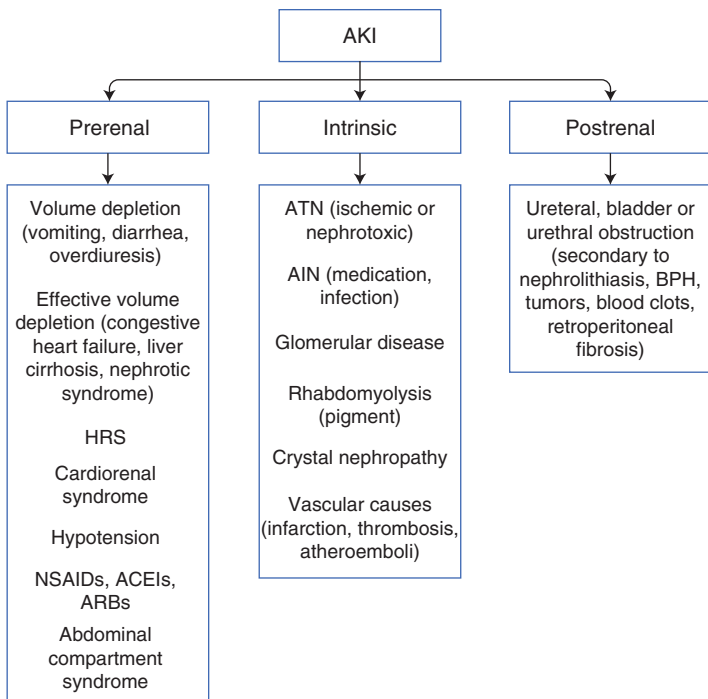 AKI
Prerenal
Intrinsic
Postrenal
Volume depletion
(vomiting, diarrhea,
overdiuresis)
Effective volume
depletion (congestive
heart failure, liver
cirrhosis, nephrotic
syndrome)
HRS
Cardiorenal
syndrome
Hypotension
NSAIDs, ACEIs,
ARBs
Abdominal
compartment
syndrome
ATN (ischemic or
nephrotoxic)
AIN (medication,
infection)
Glomerular disease
Rhabdomyolysis
(pigment)
Crystal nephropathy
Vascular causes
(infarction, thrombosis,
atheroemboli)
Ureteral, bladder or
urethral obstruction
(secondary to
nephrolithiasis, BPH,
tumors, blood clots,
retroperitoneal
fibrosis)